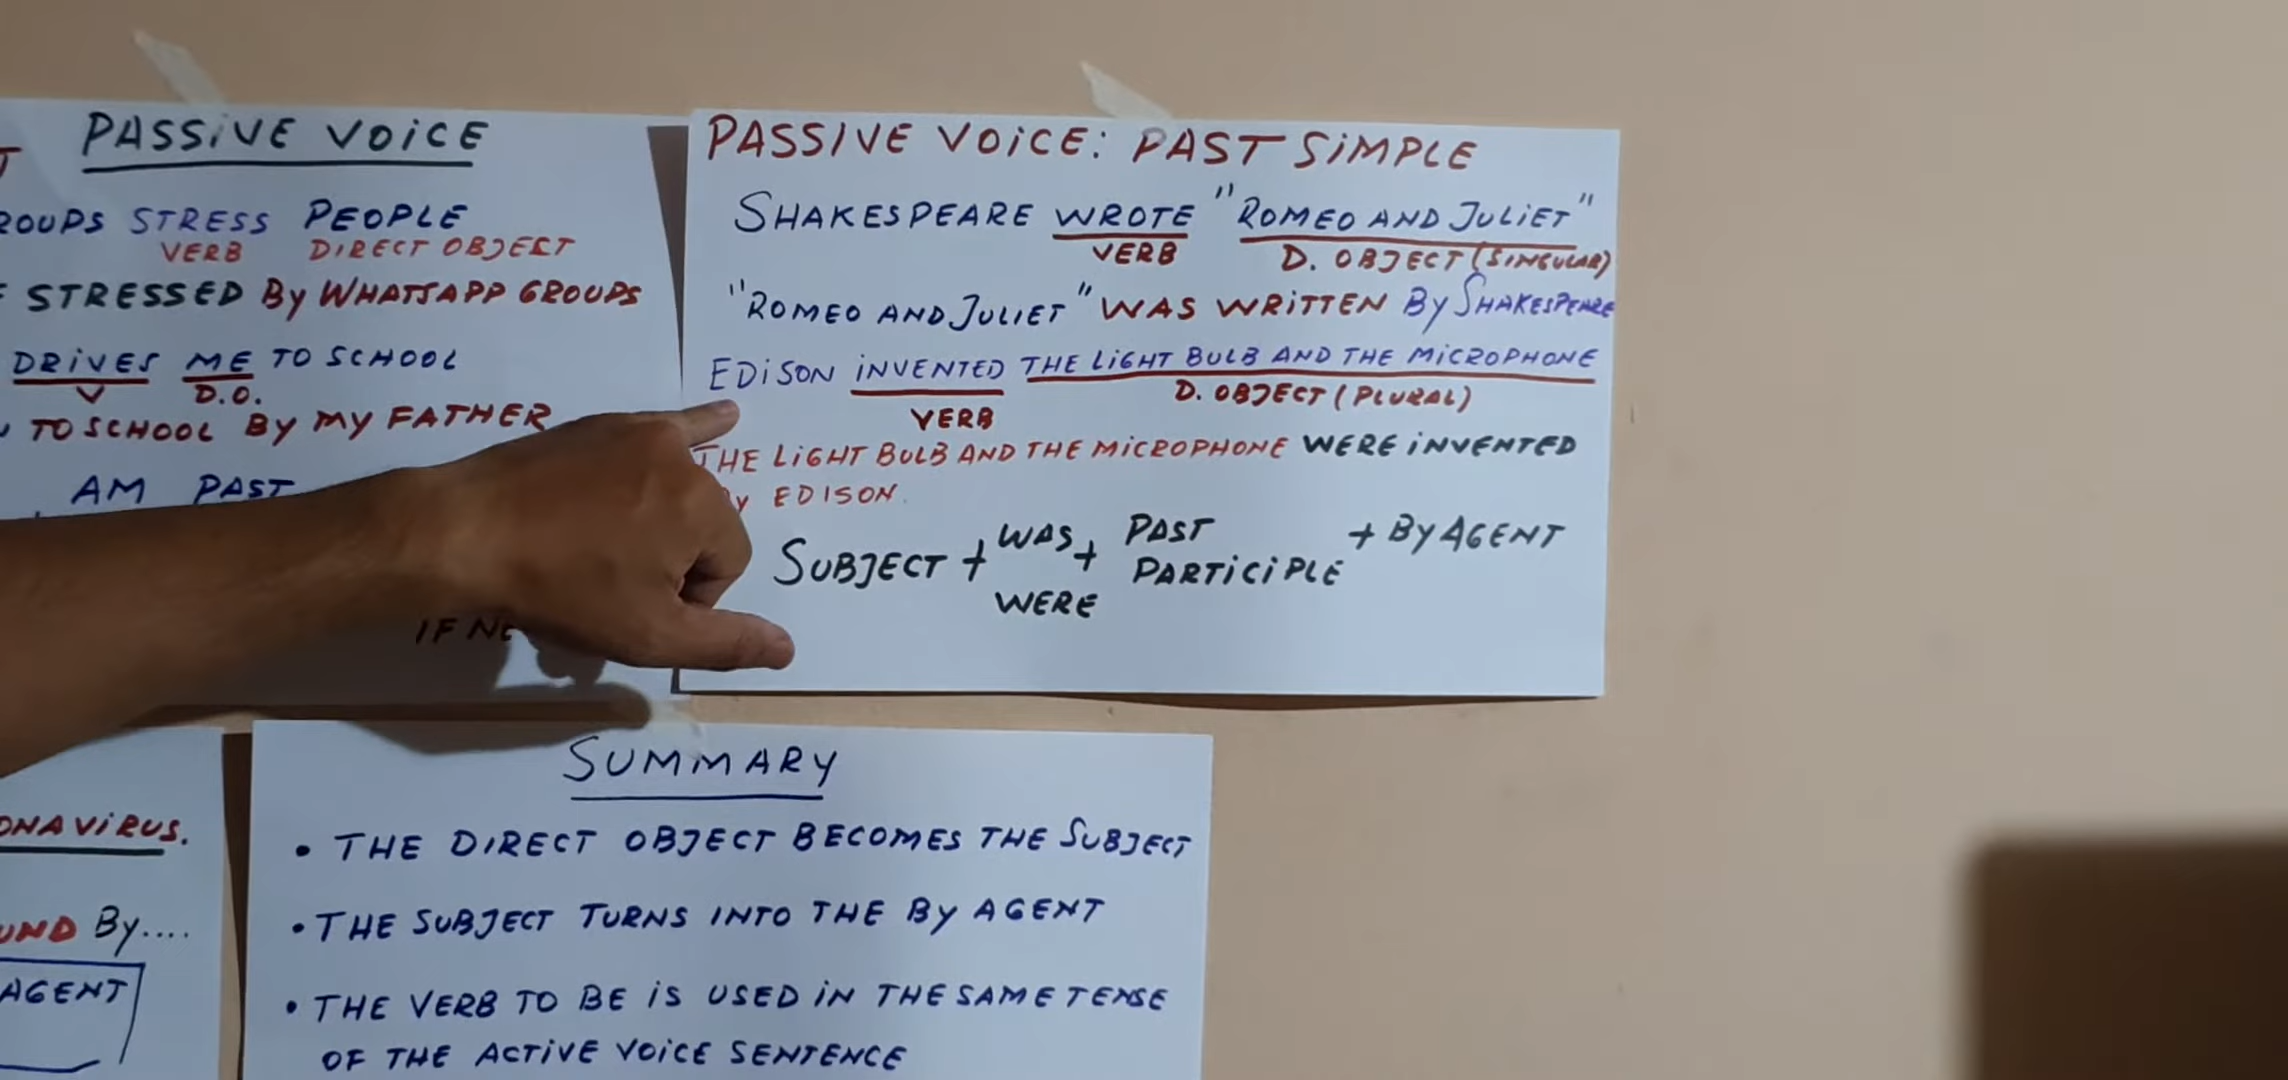 PASSIVE VOICE
STRESS PEOPLE
VERB DIRECT OBJECT
STRESSED By WHATSAPP GROUPS
DRIVES ME TO SCHOOL
V D.O.
TO SCHOOL By My FATHER
AM PAST
IF
PASSIVE VOICE: PAST SIMPLE
SHAKESPEARE WROTE "ROMEO AND JULIET"
VERB D. OBJECT (SINGULAR)
"ROMEO AND JULIET" WAS WRITTEN By SHAKESPEARE
EDISON INVENTED THE LIGHT BULB AND THE MICROPHONE
VERB D. OBJECT (PLURAL)
THE LIGHT BULB AND THE MICROPHONE WERE INVENTED
By EDISON.
SUBJECT + WAS + PAST + By AGENT
WERE PARTICIPLE
By....
AGENT
SUMMARY
• THE DIRECT OBJECT BECOMES THE SUBJECT
• THE SUBJECT TURNS INTO THE By AGENT
• THE VERB TO BE IS USED IN THE SAME TENSE
OF THE ACTIVE VOICE SENTENCE